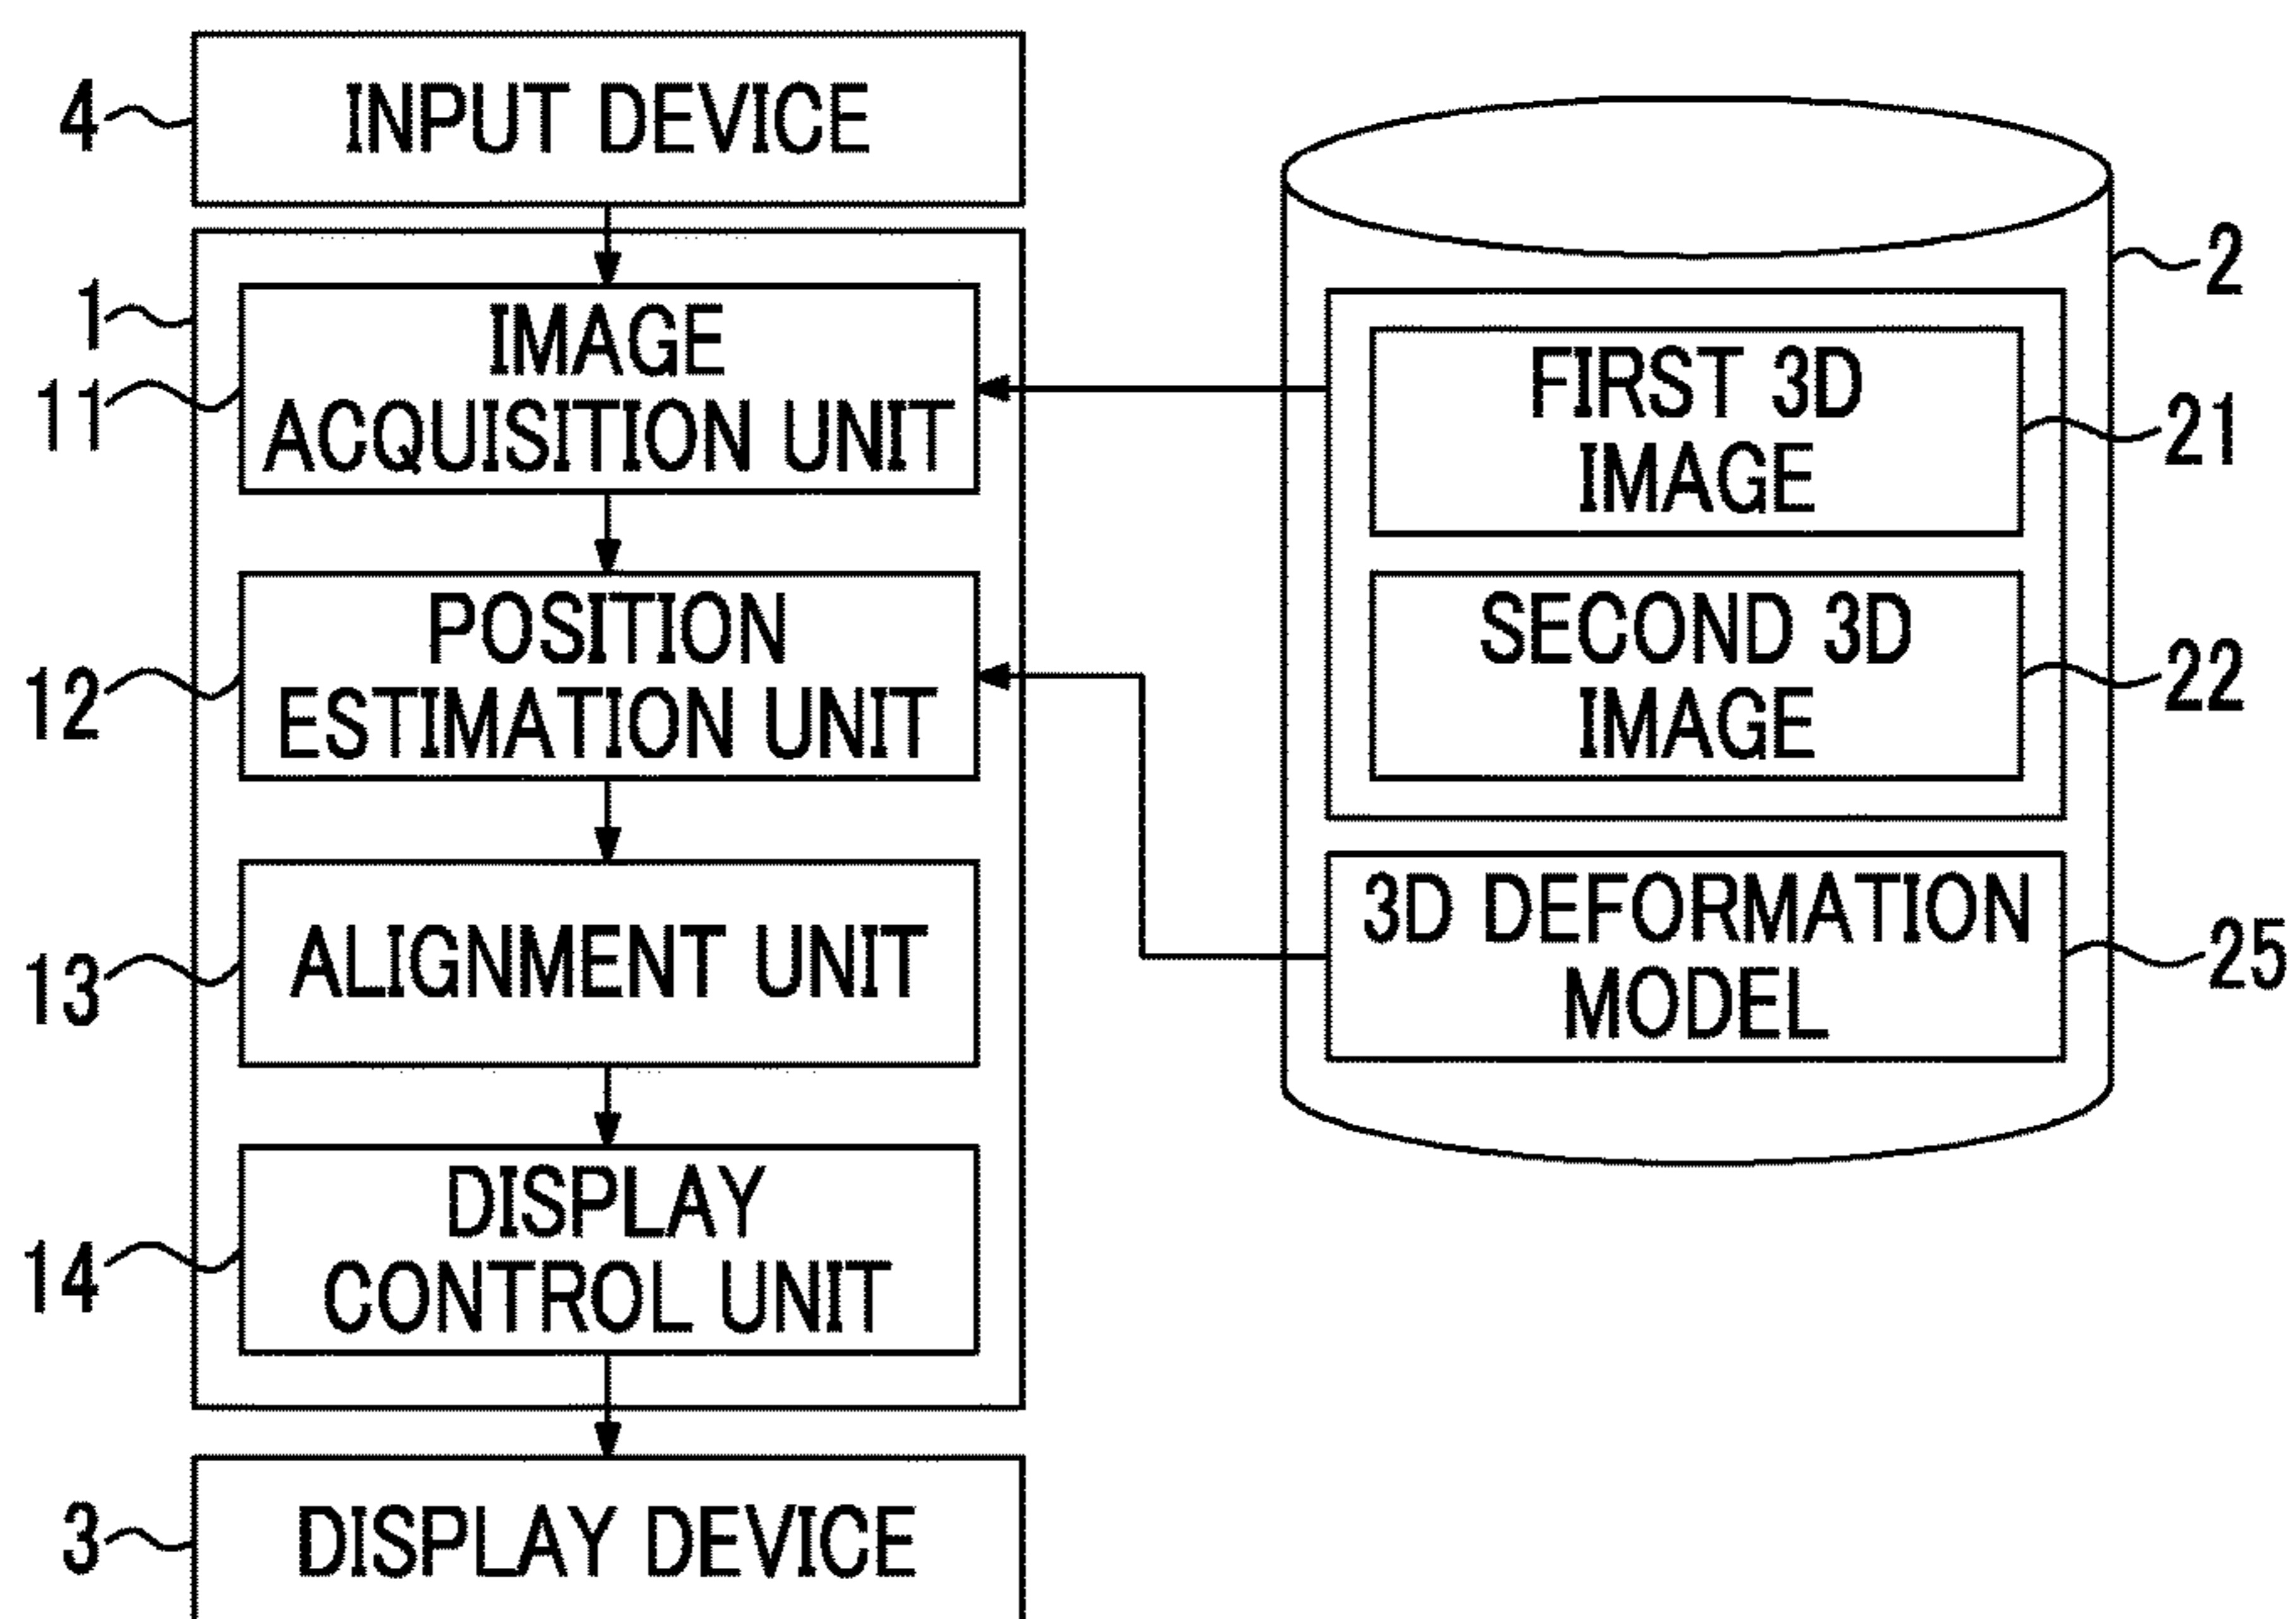 4
INPUT DEVICE
1
11
IMAGE
ACQUISITION UNIT
12
POSITION
ESTIMATION UNIT
13
ALIGNMENT UNIT
14
DISPLAY
CONTROL UNIT
3
DISPLAY DEVICE
2
FIRST 3D
IMAGE
21
SECOND 3D
IMAGE
22
3D DEFORMATION
MODEL
25